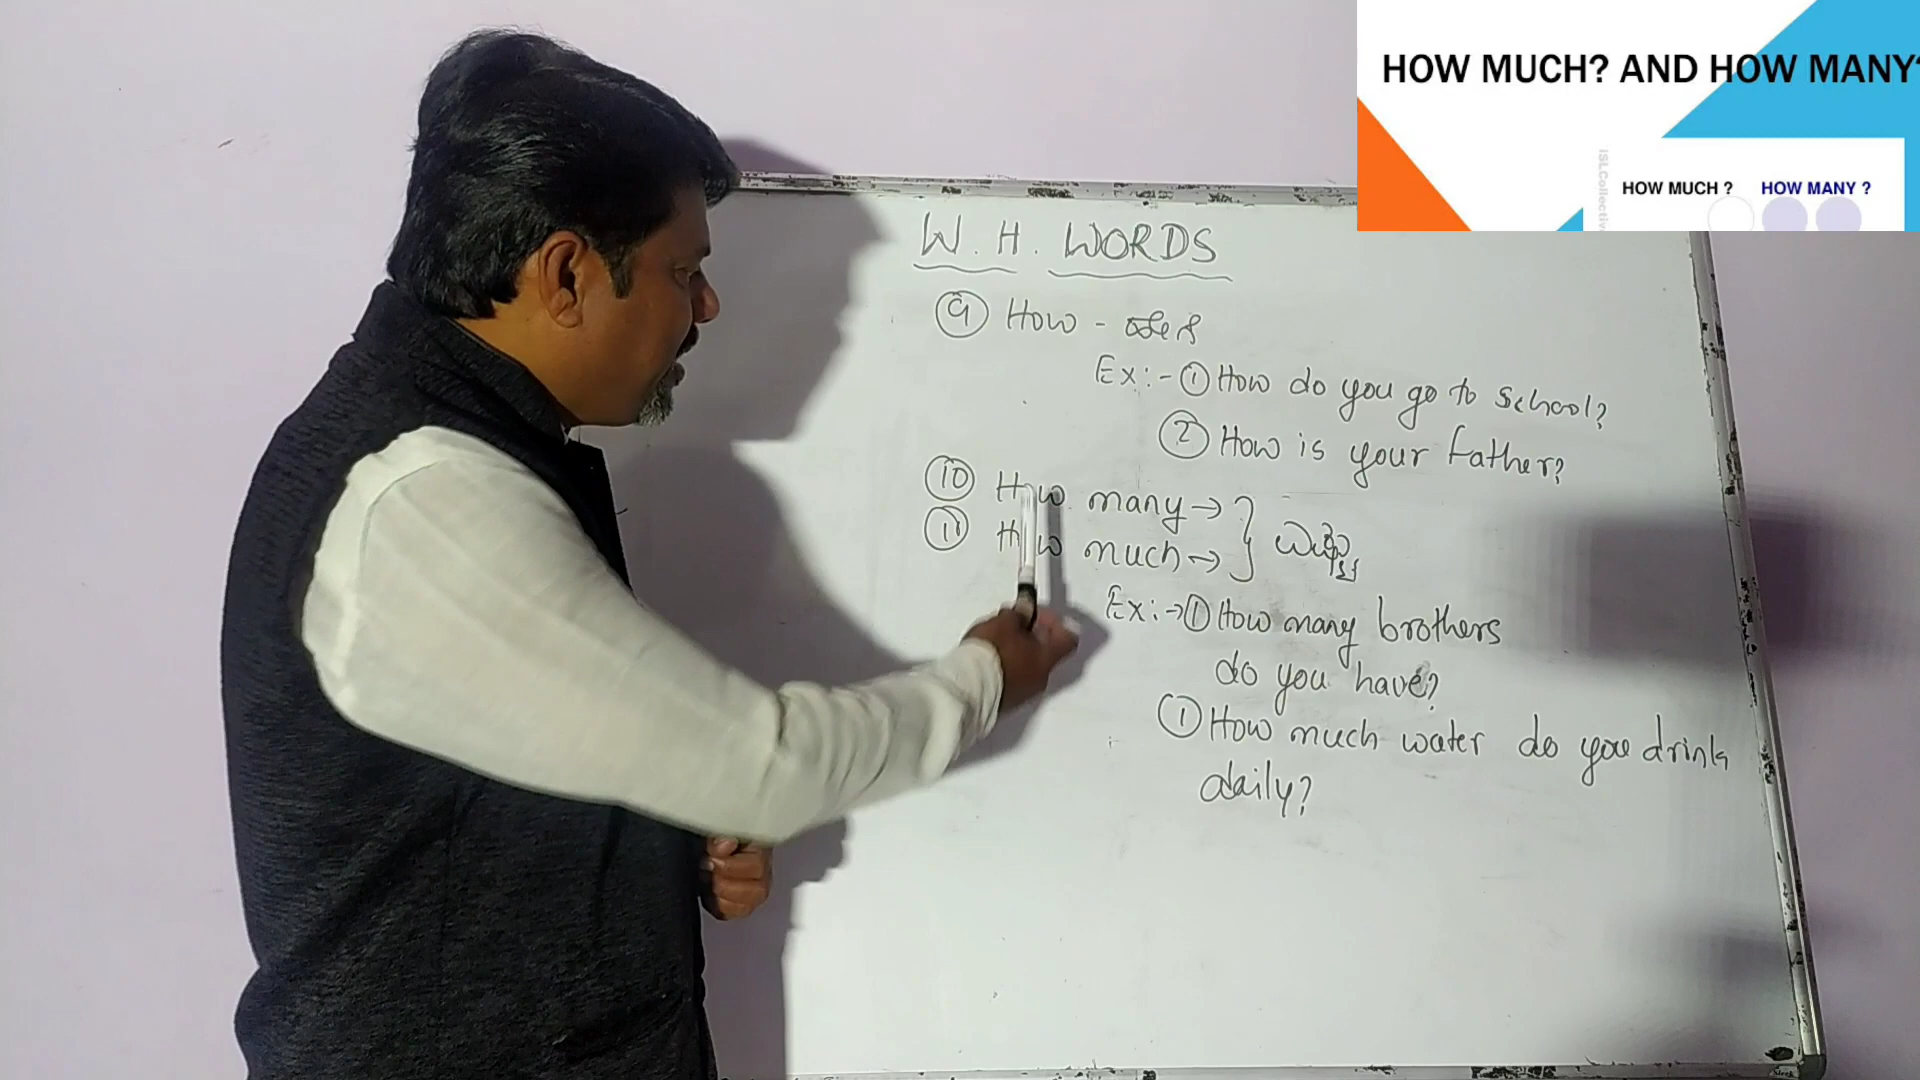 HOW MUCH? AND HOW MANY?
ISLCollective
HOW MUCH ? HOW MANY ?
W. H. WORDS
9 How -
Ex:- 1 How do you go to school?
2 How is your father?
10 How many →
11 How much →
Ex:→ 1 How many brothers
do you have?
1 How much water do you drink
daily?